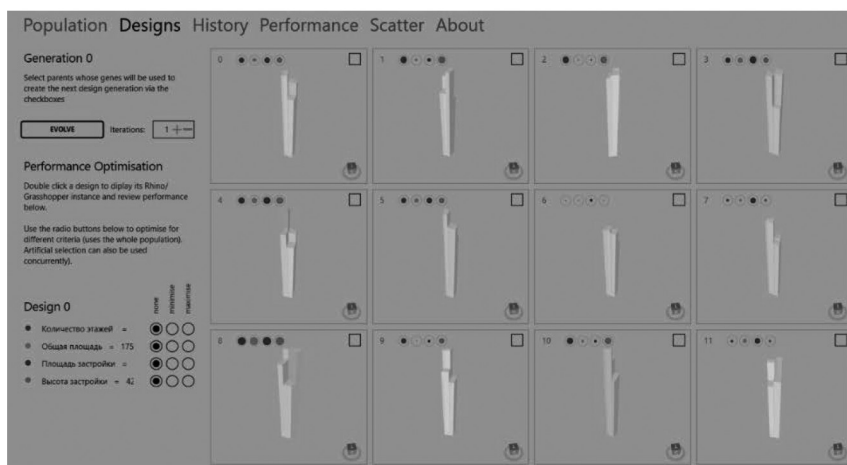 Population Designs History Performance Scatter About
Generation 0
Select parents whose genes will be used to
create the next design generation via the
checkboxes
EVOLVE Iterations: 1
Performance Optimisation
Double click a design to diplay its Rhino/
Grasshopper instance and review performance
below.
Use the radio buttons below to optimise for
different criteria (uses the whole population).
Artificial selection can also be used
concurrently).
Design 0 none minimise maximise
Количество этажей =
Общая площадь = 175
Площадь застройки =
Высота застройки = 42
0 1 2 3
4 5 6 7
8 9 10 11